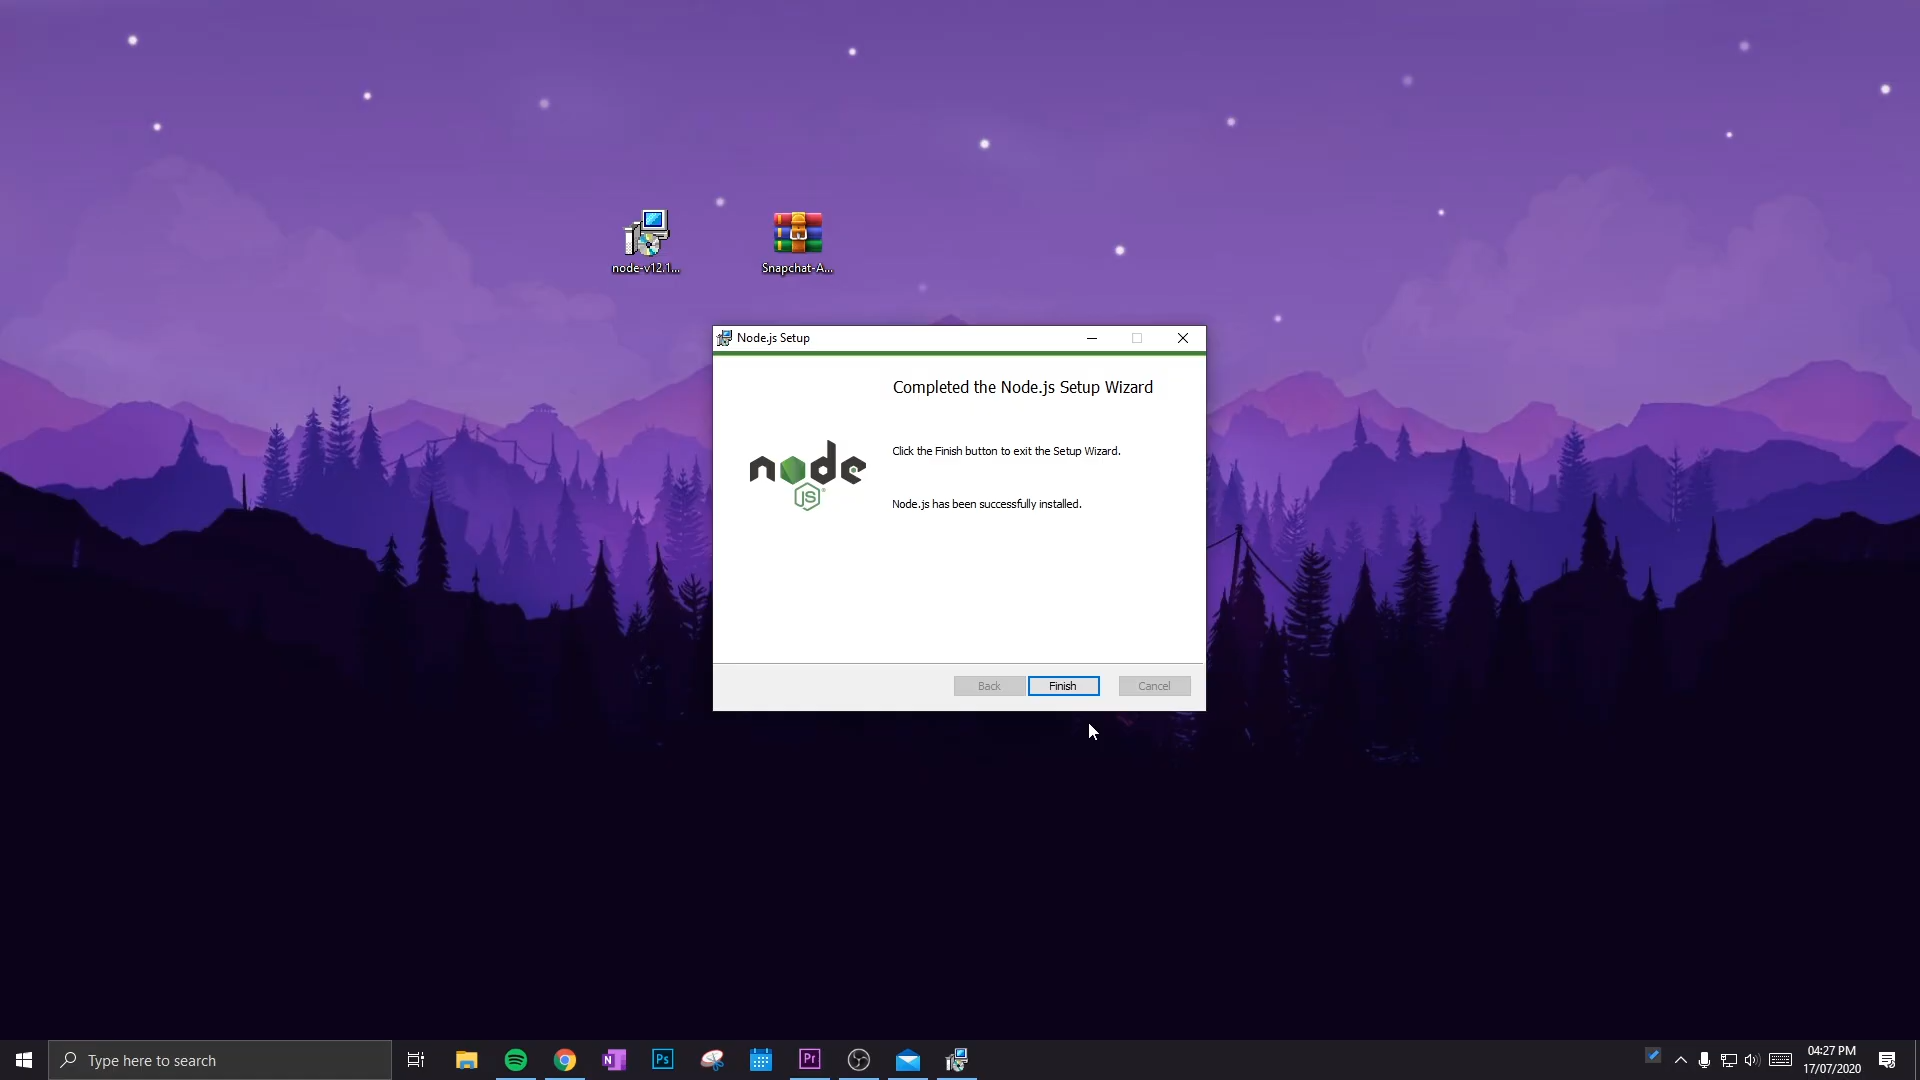 node-v12.1...
Snapchat-A...
Node.js Setup
Completed the Node.js Setup Wizard
Click the Finish button to exit the Setup Wizard.
node
JS
Node.js has been successfully installed.
Back
Finish
Cancel
Type here to search
N
Ps
Pr
04:27 PM
17/07/2020